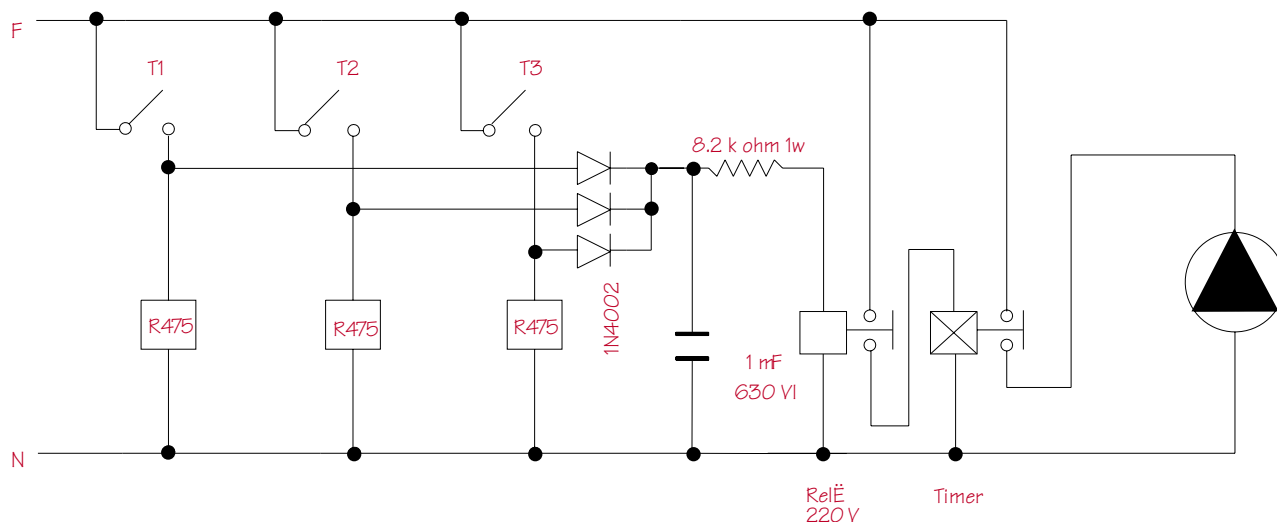 F
T1
T2
T3
8.2 k ohm 1w
R475
R475
R475
1N4002
1 mF
630 Vl
N
RelË
220 V
Timer